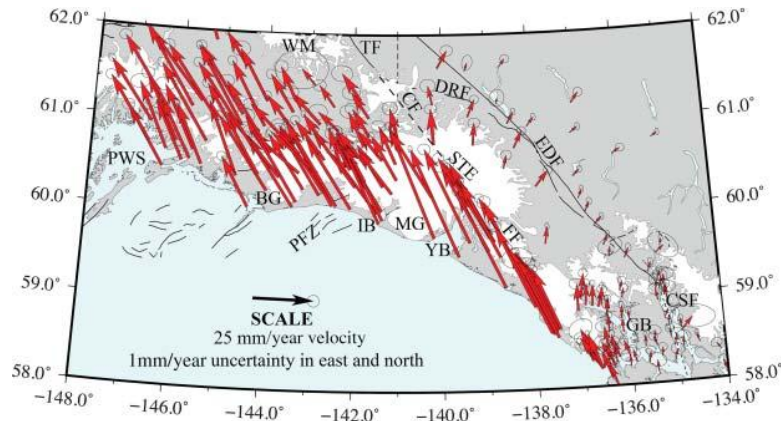 62.0°
62.0°
WM
TF
61.0°
DRF
61.0°
CF
EDF
PWS
STE
60.0°
60.0°
BG
FF
PFZ
IB
MG
YB
59.0°
59.0°
CSF
SCALE
GB
25 mm/year velocity
1mm/year uncertainty in east and north
58.0°
58.0°
−148.0°
−146.0°
−144.0°
−142.0°
−140.0°
−138.0°
−136.0°
−134.0°